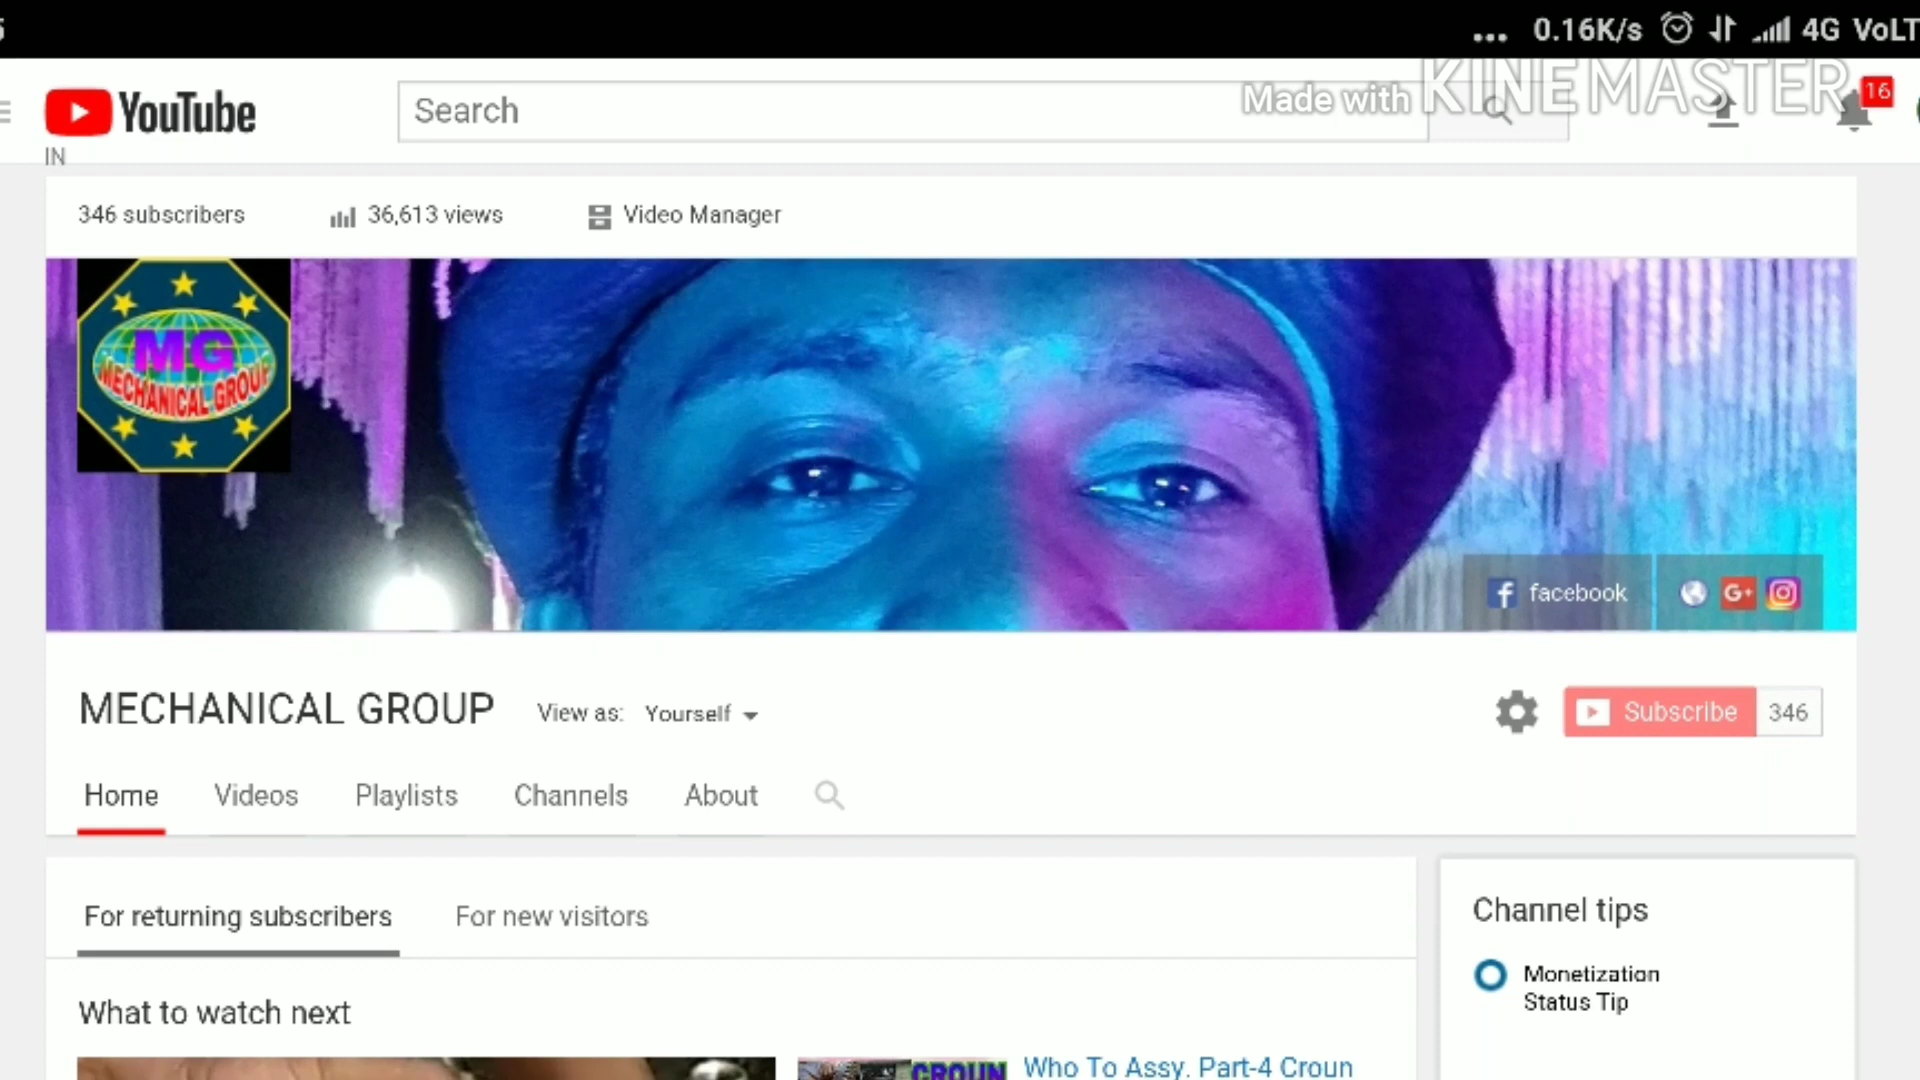 ... 0.16K/s 4G VoLT
Made with KINEMASTER
YouTube
IN
Search
16
346 subscribers
36,613 views
Video Manager
MG
MECHANICAL GROUP
facebook
G+
MECHANICAL GROUP
View as: Yourself
Subscribe 346
Home
Videos
Playlists
Channels
About
For returning subscribers
For new visitors
Channel tips
Monetization
Status Tip
What to watch next
CROUN
Who To Assy. Part-4 Croun